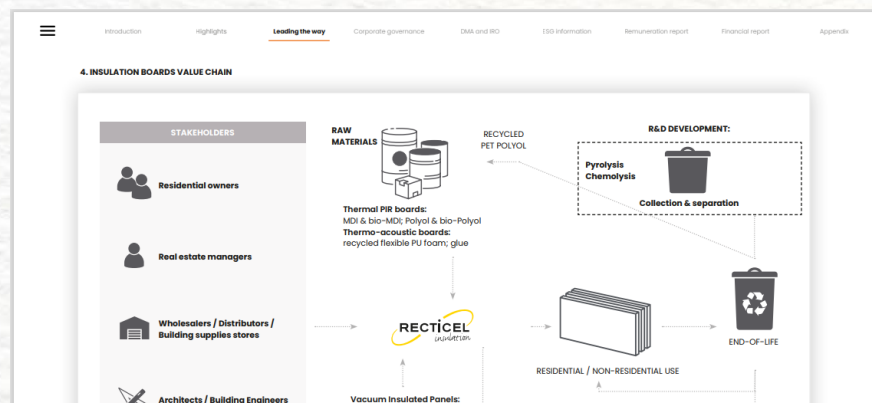 Introduction
Highlights
Leading the way
Corporate governance
DMA and IRO
ESG information
Remuneration report
Financial report
Appendix
4. INSULATION BOARDS VALUE CHAIN
STAKEHOLDERS
Residential owners
Real estate managers
Wholesalers / Distributors /
Building supplies stores
Architects / Building Engineers
RAW
MATERIALS
RECYCLED
PET POLYOL
Thermal PIR boards:
MDI & bio-MDI; Polyol & bio-Polyol
Thermo-acoustic boards:
recycled flexible PU foam; glue
R&D DEVELOPMENT:
Pyrolysis
Chemolysis
Collection & separation
RECTICEL
insulation
END-OF-LIFE
RESIDENTIAL / NON-RESIDENTIAL USE
Vacuum Insulated Panels: